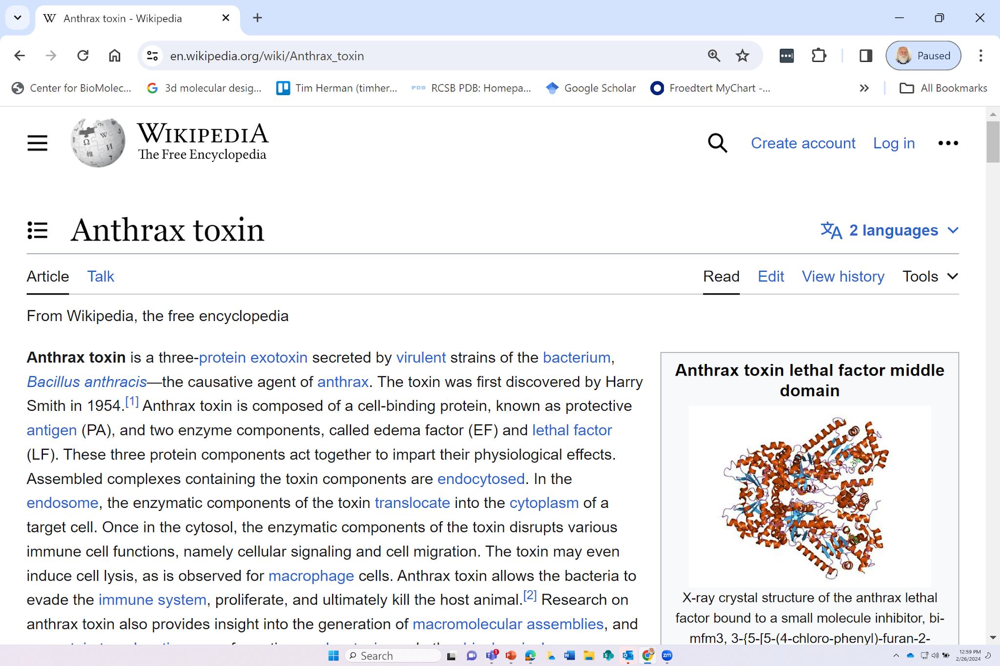 Anthrax toxin - Wikipedia
en.wikipedia.org/wiki/Anthrax_toxin
Paused
Center for BioMolec...
3d molecular desig...
Tim Herman (timher...
PDB RCSB PDB: Homepa...
Google Scholar
Froedtert MyChart -...
All Bookmarks
WIKIPEDIA
The Free Encyclopedia
Create account
Log in
Anthrax toxin
2 languages
Article
Talk
Read
Edit
View history
Tools
From Wikipedia, the free encyclopedia
Anthrax toxin is a three-protein exotoxin secreted by virulent strains of the bacterium,
Bacillus anthracis—the causative agent of anthrax. The toxin was first discovered by Harry
Smith in 1954.[1] Anthrax toxin is composed of a cell-binding protein, known as protective
antigen (PA), and two enzyme components, called edema factor (EF) and lethal factor
(LF). These three protein components act together to impart their physiological effects.
Assembled complexes containing the toxin components are endocytosed. In the
endosome, the enzymatic components of the toxin translocate into the cytoplasm of a
target cell. Once in the cytosol, the enzymatic components of the toxin disrupts various
immune cell functions, namely cellular signaling and cell migration. The toxin may even
induce cell lysis, as is observed for macrophage cells. Anthrax toxin allows the bacteria to
evade the immune system, proliferate, and ultimately kill the host animal.[2] Research on
anthrax toxin also provides insight into the generation of macromolecular assemblies, and
Anthrax toxin lethal factor middle
domain
X-ray crystal structure of the anthrax lethal
factor bound to a small molecule inhibitor, bi-
mfm3, 3-{5-[5-(4-chloro-phenyl)-furan-2-
Search
zm
12:59 PM
2/26/2024